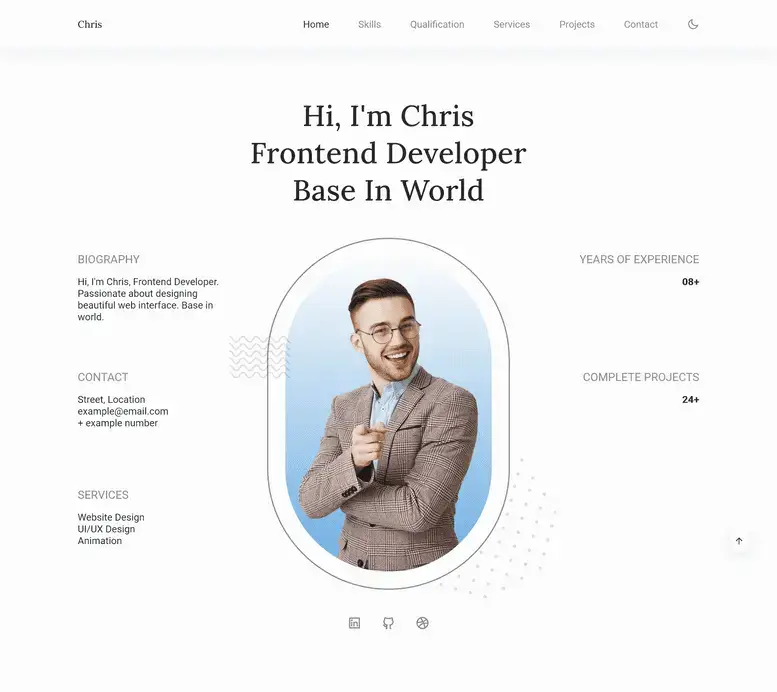 Chris
Home Skills Qualification Services Projects Contact
Hi, I'm Chris
Frontend Developer
Base In World
BIOGRAPHY
Hi, I'm Chris, Frontend Developer.
Passionate about designing
beautiful web interface. Base in
world.
CONTACT
Street, Location
example@email.com
+ example number
SERVICES
Website Design
UI/UX Design
Animation
YEARS OF EXPERIENCE
08+
COMPLETE PROJECTS
24+